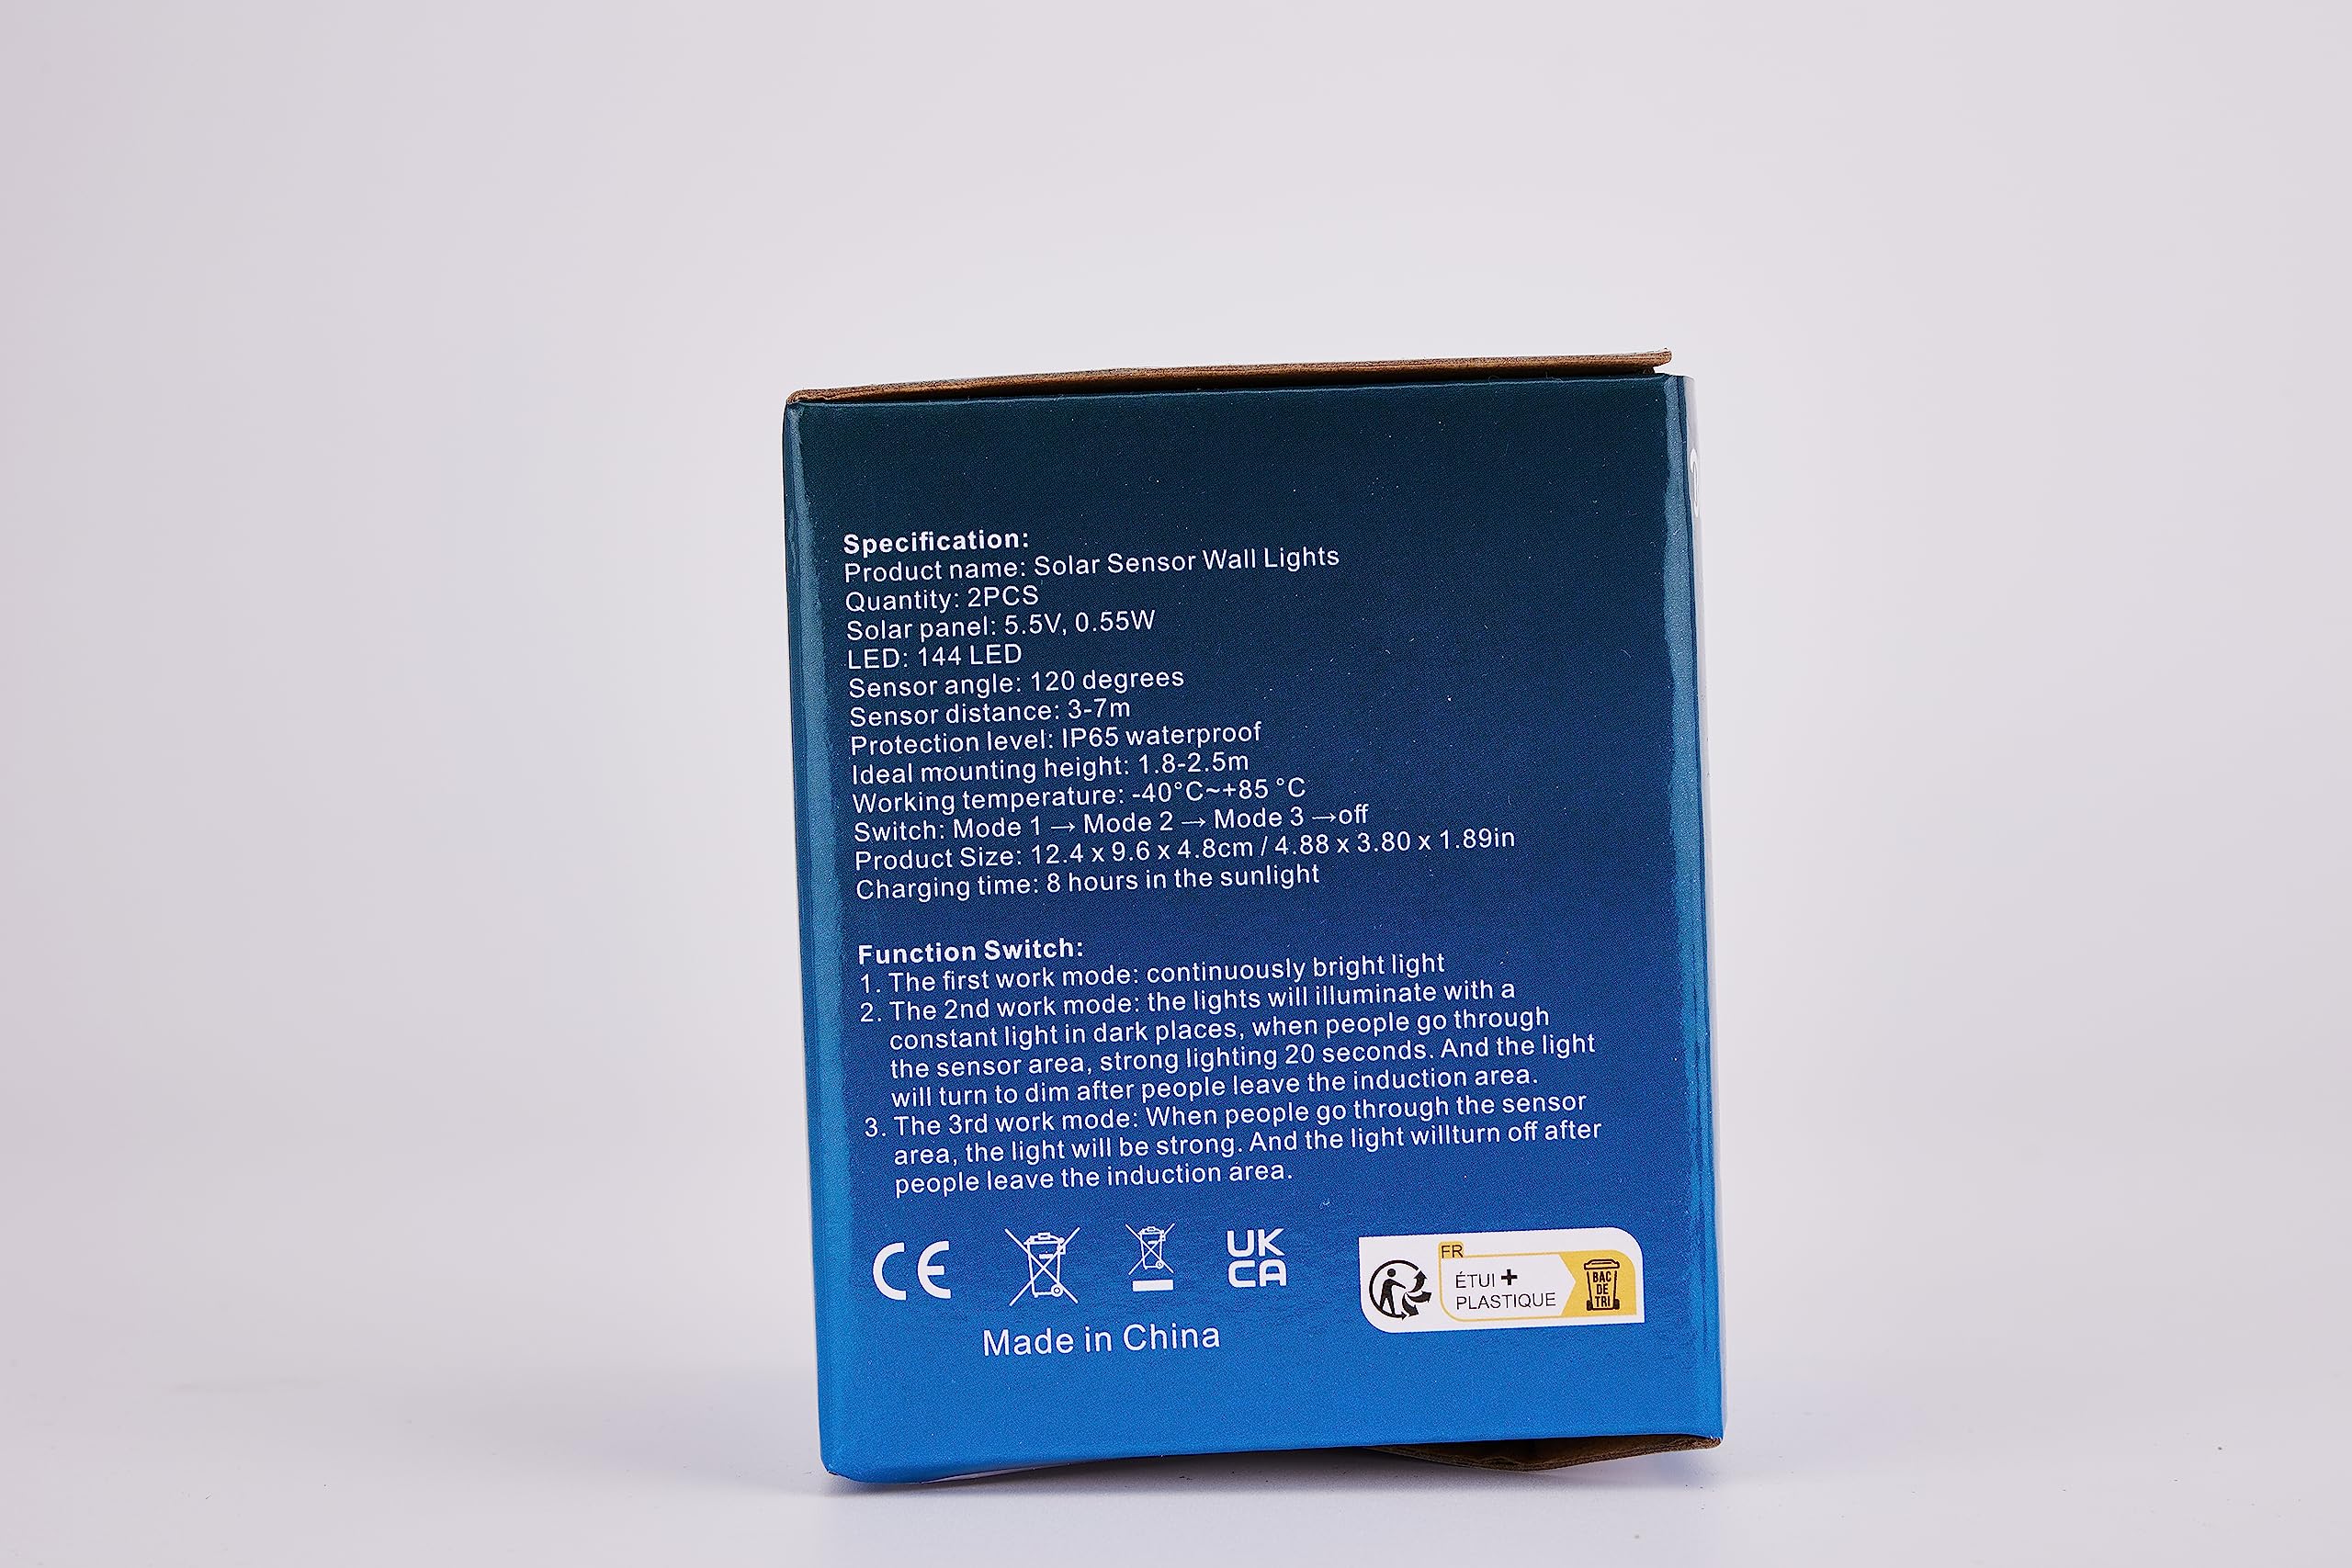 Specification:
Product name: Solar Sensor Wall Lights
Quantity: 2PCS
Solar panel: 5.5V, 0.55W
LED: 144 LED
Sensor angle: 120 degrees
Sensor distance: 3-7m
Protection level: IP65 waterproof
Ideal mounting height: 1.8-2.5m
Working temperature: -40°C~+85 °C
Switch: Mode 1 → Mode 2 → Mode 3 →off
Product Size: 12.4 x 9.6 x 4.8cm / 4.88 x 3.80 x 1.89in
Charging time: 8 hours in the sunlight
Function Switch:
1. The first work mode: continuously bright light
2. The 2nd work mode: the lights will illuminate with a
constant light in dark places, when people go through
the sensor area, strong lighting 20 seconds. And the light
will turn to dim after people leave the induction area.
3. The 3rd work mode: When people go through the sensor
area, the light will be strong. And the light willturn off after
people leave the induction area.
CE
UK
CA
FR
ÉTUI +
PLASTIQUE
BAC
DE
TRI
Made in China